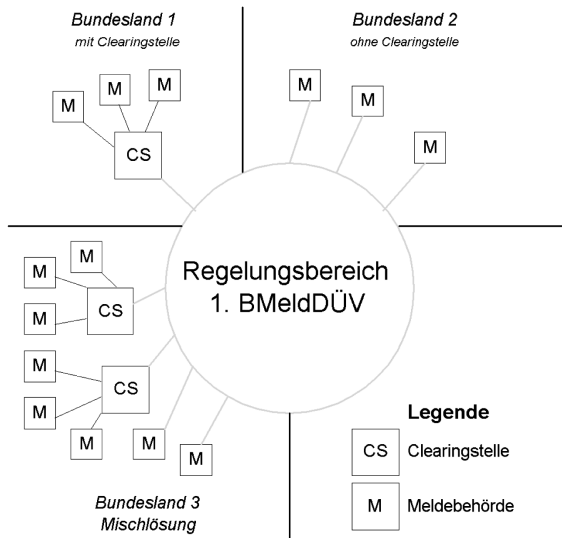 Bundesland 1
mit Clearingstelle
M
M
M
CS
Bundesland 2
ohne Clearingstelle
M
M
M
Regelungsbereich
1. BMeldDÜV
M
M
M
CS
M
M
M
CS
M
M
Bundesland 3
Mischlösung
Legende
CS Clearingstelle
M Meldebehörde